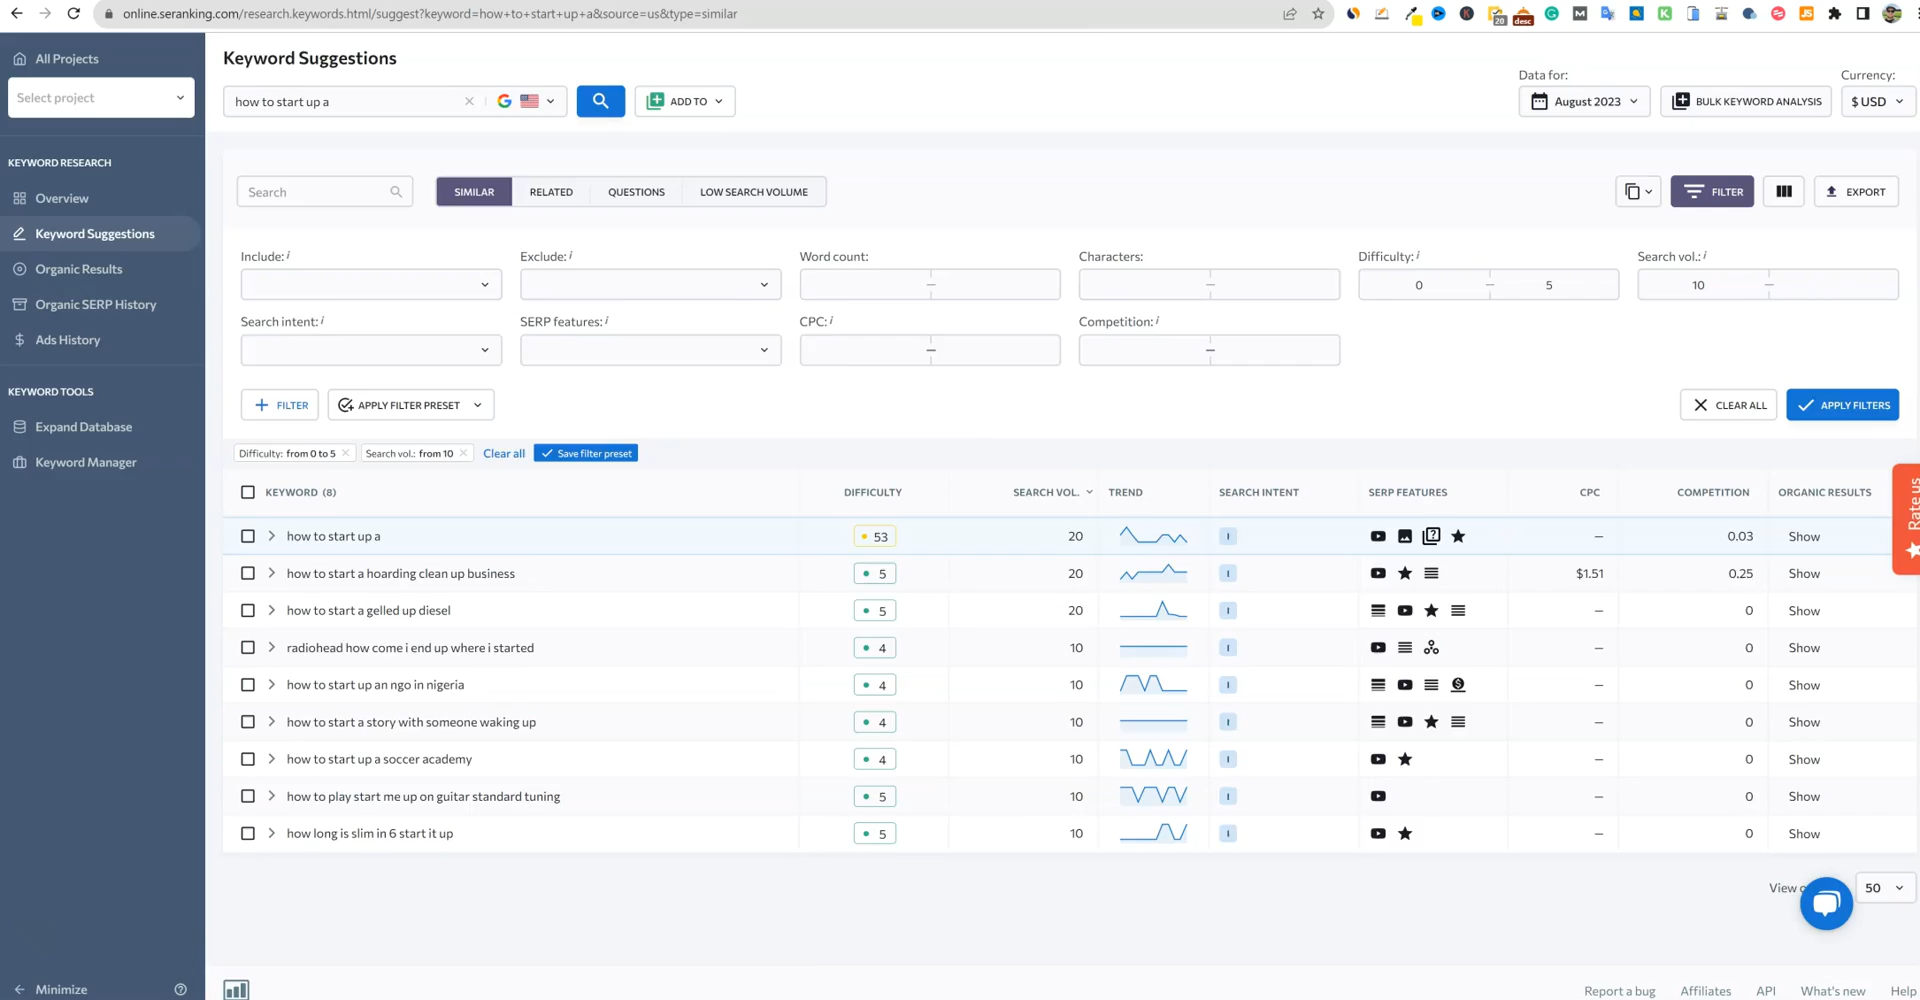 online.seranking.com/research.keywords.html/suggest?keyword=how+to+start+up+a&source=us&type=similar
20
desc
All Projects
Select project
KEYWORD RESEARCH
Overview
Keyword Suggestions
Organic Results
Organic SERP History
Ads History
KEYWORD TOOLS
Expand Database
Keyword Manager
Minimize
Keyword Suggestions
Data for:
Currency:
how to start up a
ADD TO
August 2023
BULK KEYWORD ANALYSIS
$ USD
Search
SIMILAR
RELATED
QUESTIONS
LOW SEARCH VOLUME
FILTER
EXPORT
Include: i
Exclude: i
Word count:
Characters:
Difficulty: i
Search vol.: i
0 — 5
10 —
Search intent: i
SERP features: i
CPC: i
Competition: i
FILTER
APPLY FILTER PRESET
CLEAR ALL
APPLY FILTERS
Difficulty: from 0 to 5
Search vol.: from 10
Clear all
Save filter preset
KEYWORD (8) DIFFICULTY SEARCH VOL. TREND SEARCH INTENT SERP FEATURES CPC COMPETITION ORGANIC RESULTS
how to start up a 53 20 I — 0.03 Show
how to start a hoarding clean up business 5 20 I $1.51 0.25 Show
how to start a gelled up diesel 5 20 I — 0 Show
radiohead how come i end up where i started 4 10 I — 0 Show
how to start up an ngo in nigeria 4 10 I — 0 Show
how to start a story with someone waking up 4 10 I — 0 Show
how to start up a soccer academy 4 10 I — 0 Show
how to play start me up on guitar standard tuning 5 10 I — 0 Show
how long is slim in 6 start it up 5 10 I — 0 Show
Rate us
View
50
Report a bug
Affiliates
API
What's new
Help